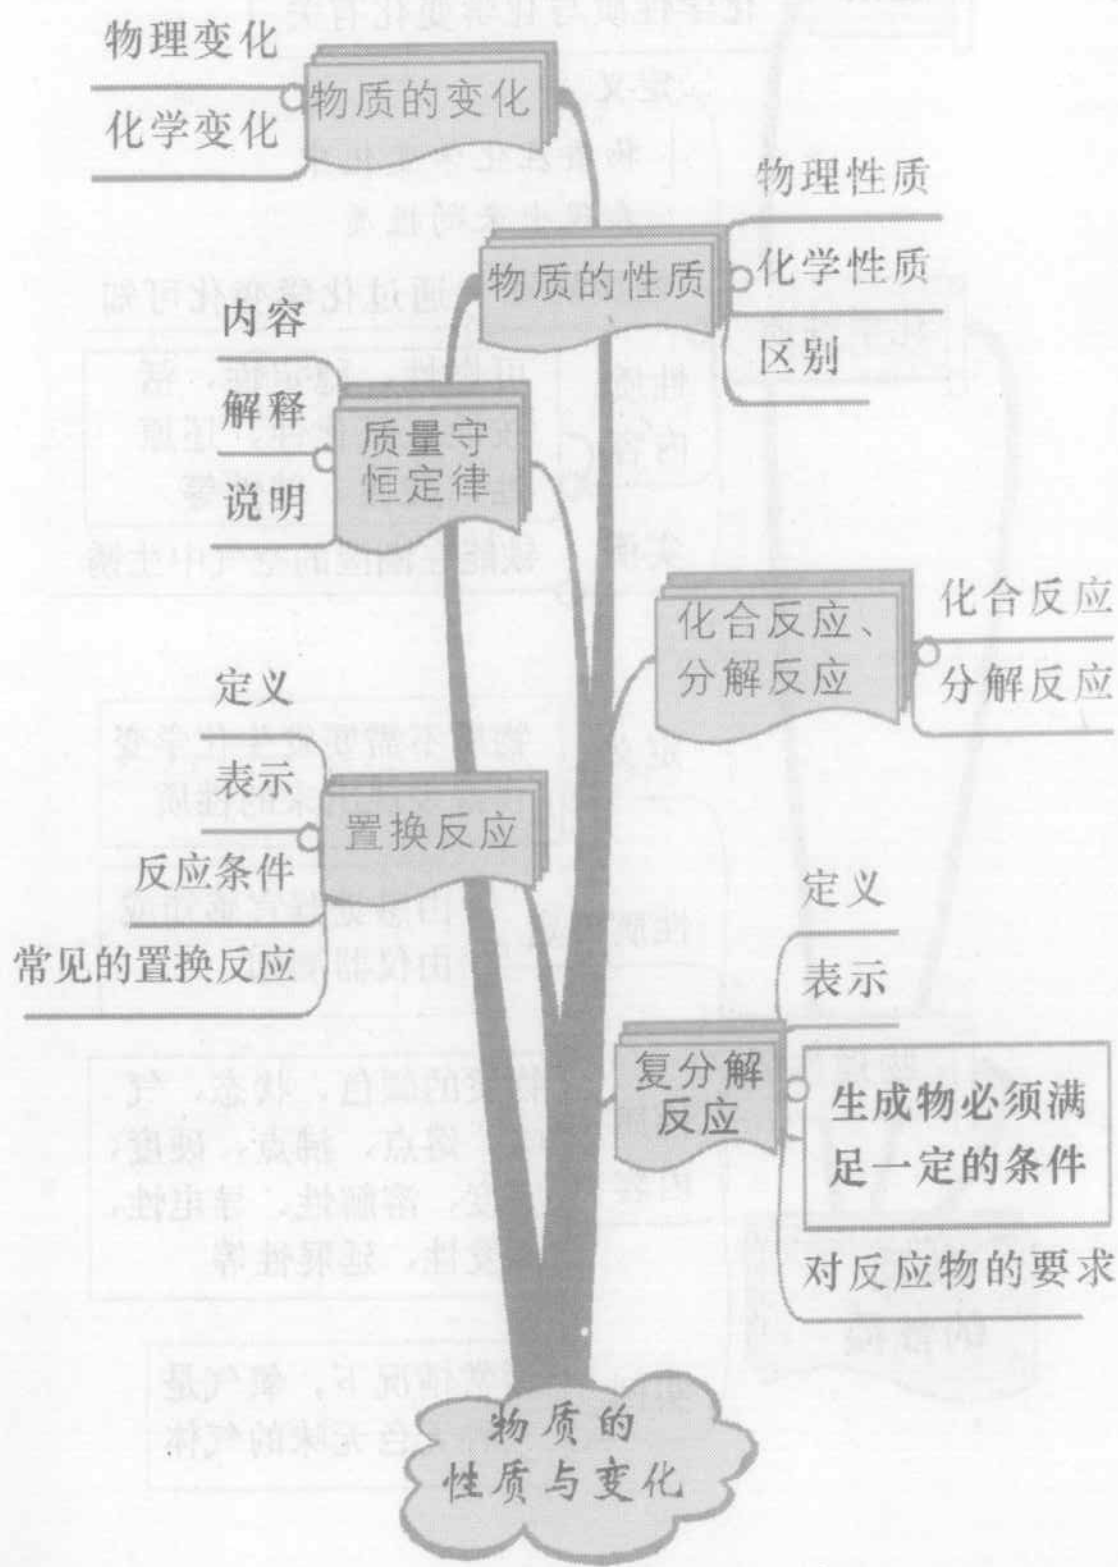 物理变化
化学变化
物质的变化
物理性质
化学性质
区别
物质的性质
内容
解释
说明
质量守
恒定律
化合反应、
分解反应
化合反应
分解反应
定义
表示
反应条件
常见的置换反应
置换反应
定义
表示
生成物必须满
足一定的条件
对反应物的要求
复分解
反应
物质的
性质与变化